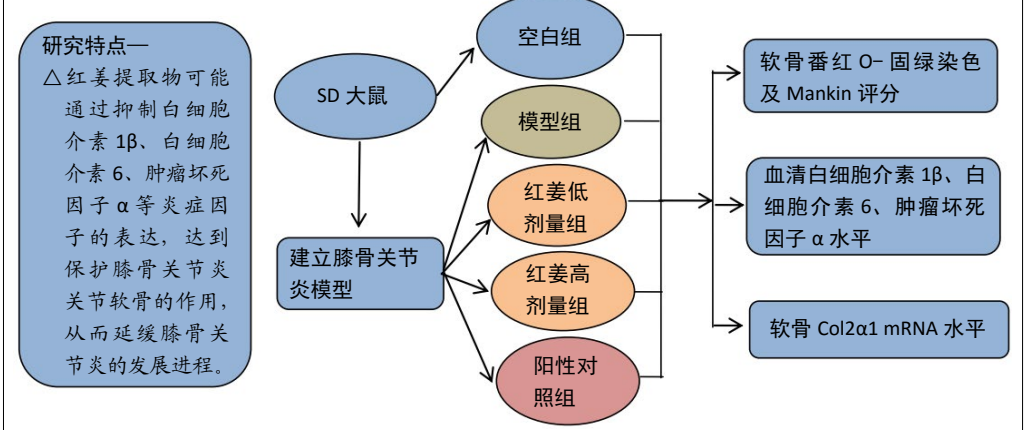 研究特点—
△红姜提取物可能
通过抑制白细胞
介素 1β、白细胞
介素 6、肿瘤坏死
因子 α 等炎症因
子的表达，达到
保护膝骨关节炎
关节软骨的作用，
从而延缓膝骨关
节炎的发展进程。
SD 大鼠
建立膝骨关节
炎模型
空白组
模型组
红姜低
剂量组
红姜高
剂量组
阳性对
照组
软骨番红 O- 固绿染色
及 Mankin 评分
血清白细胞介素 1β、白
细胞介素 6、肿瘤坏死
因子 α 水平
软骨 Col2α1 mRNA 水平